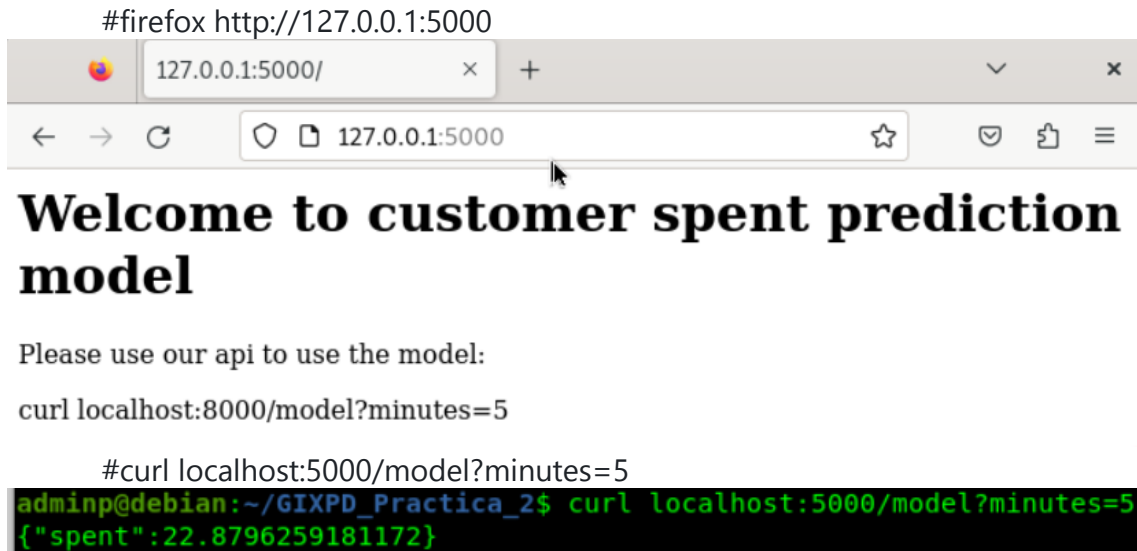 #firefox http://127.0.0.1:5000
127.0.0.1:5000/
127.0.0.1:5000
Welcome to customer spent prediction
model
Please use our api to use the model:
curl localhost:8000/model?minutes=5
#curl localhost:5000/model?minutes=5
adminp@debian:~/GIXPD_Practica_2$ curl localhost:5000/model?minutes=5
{"spent":22.8796259181172}